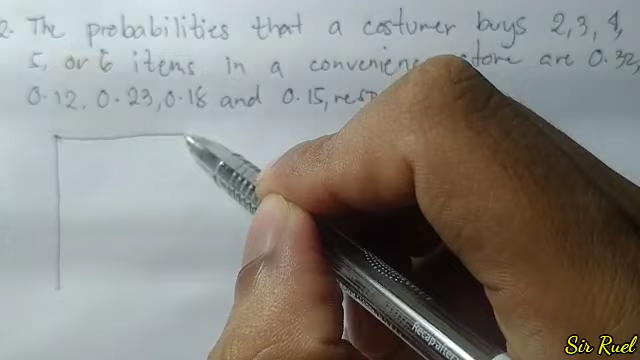 2. The probabilities that a costumer buys 2, 3, 4,
5, or 6 items in a convenience store are 0.32,
0.12, 0.23, 0.18 and 0.15,
Recaparter
Sir Ruel